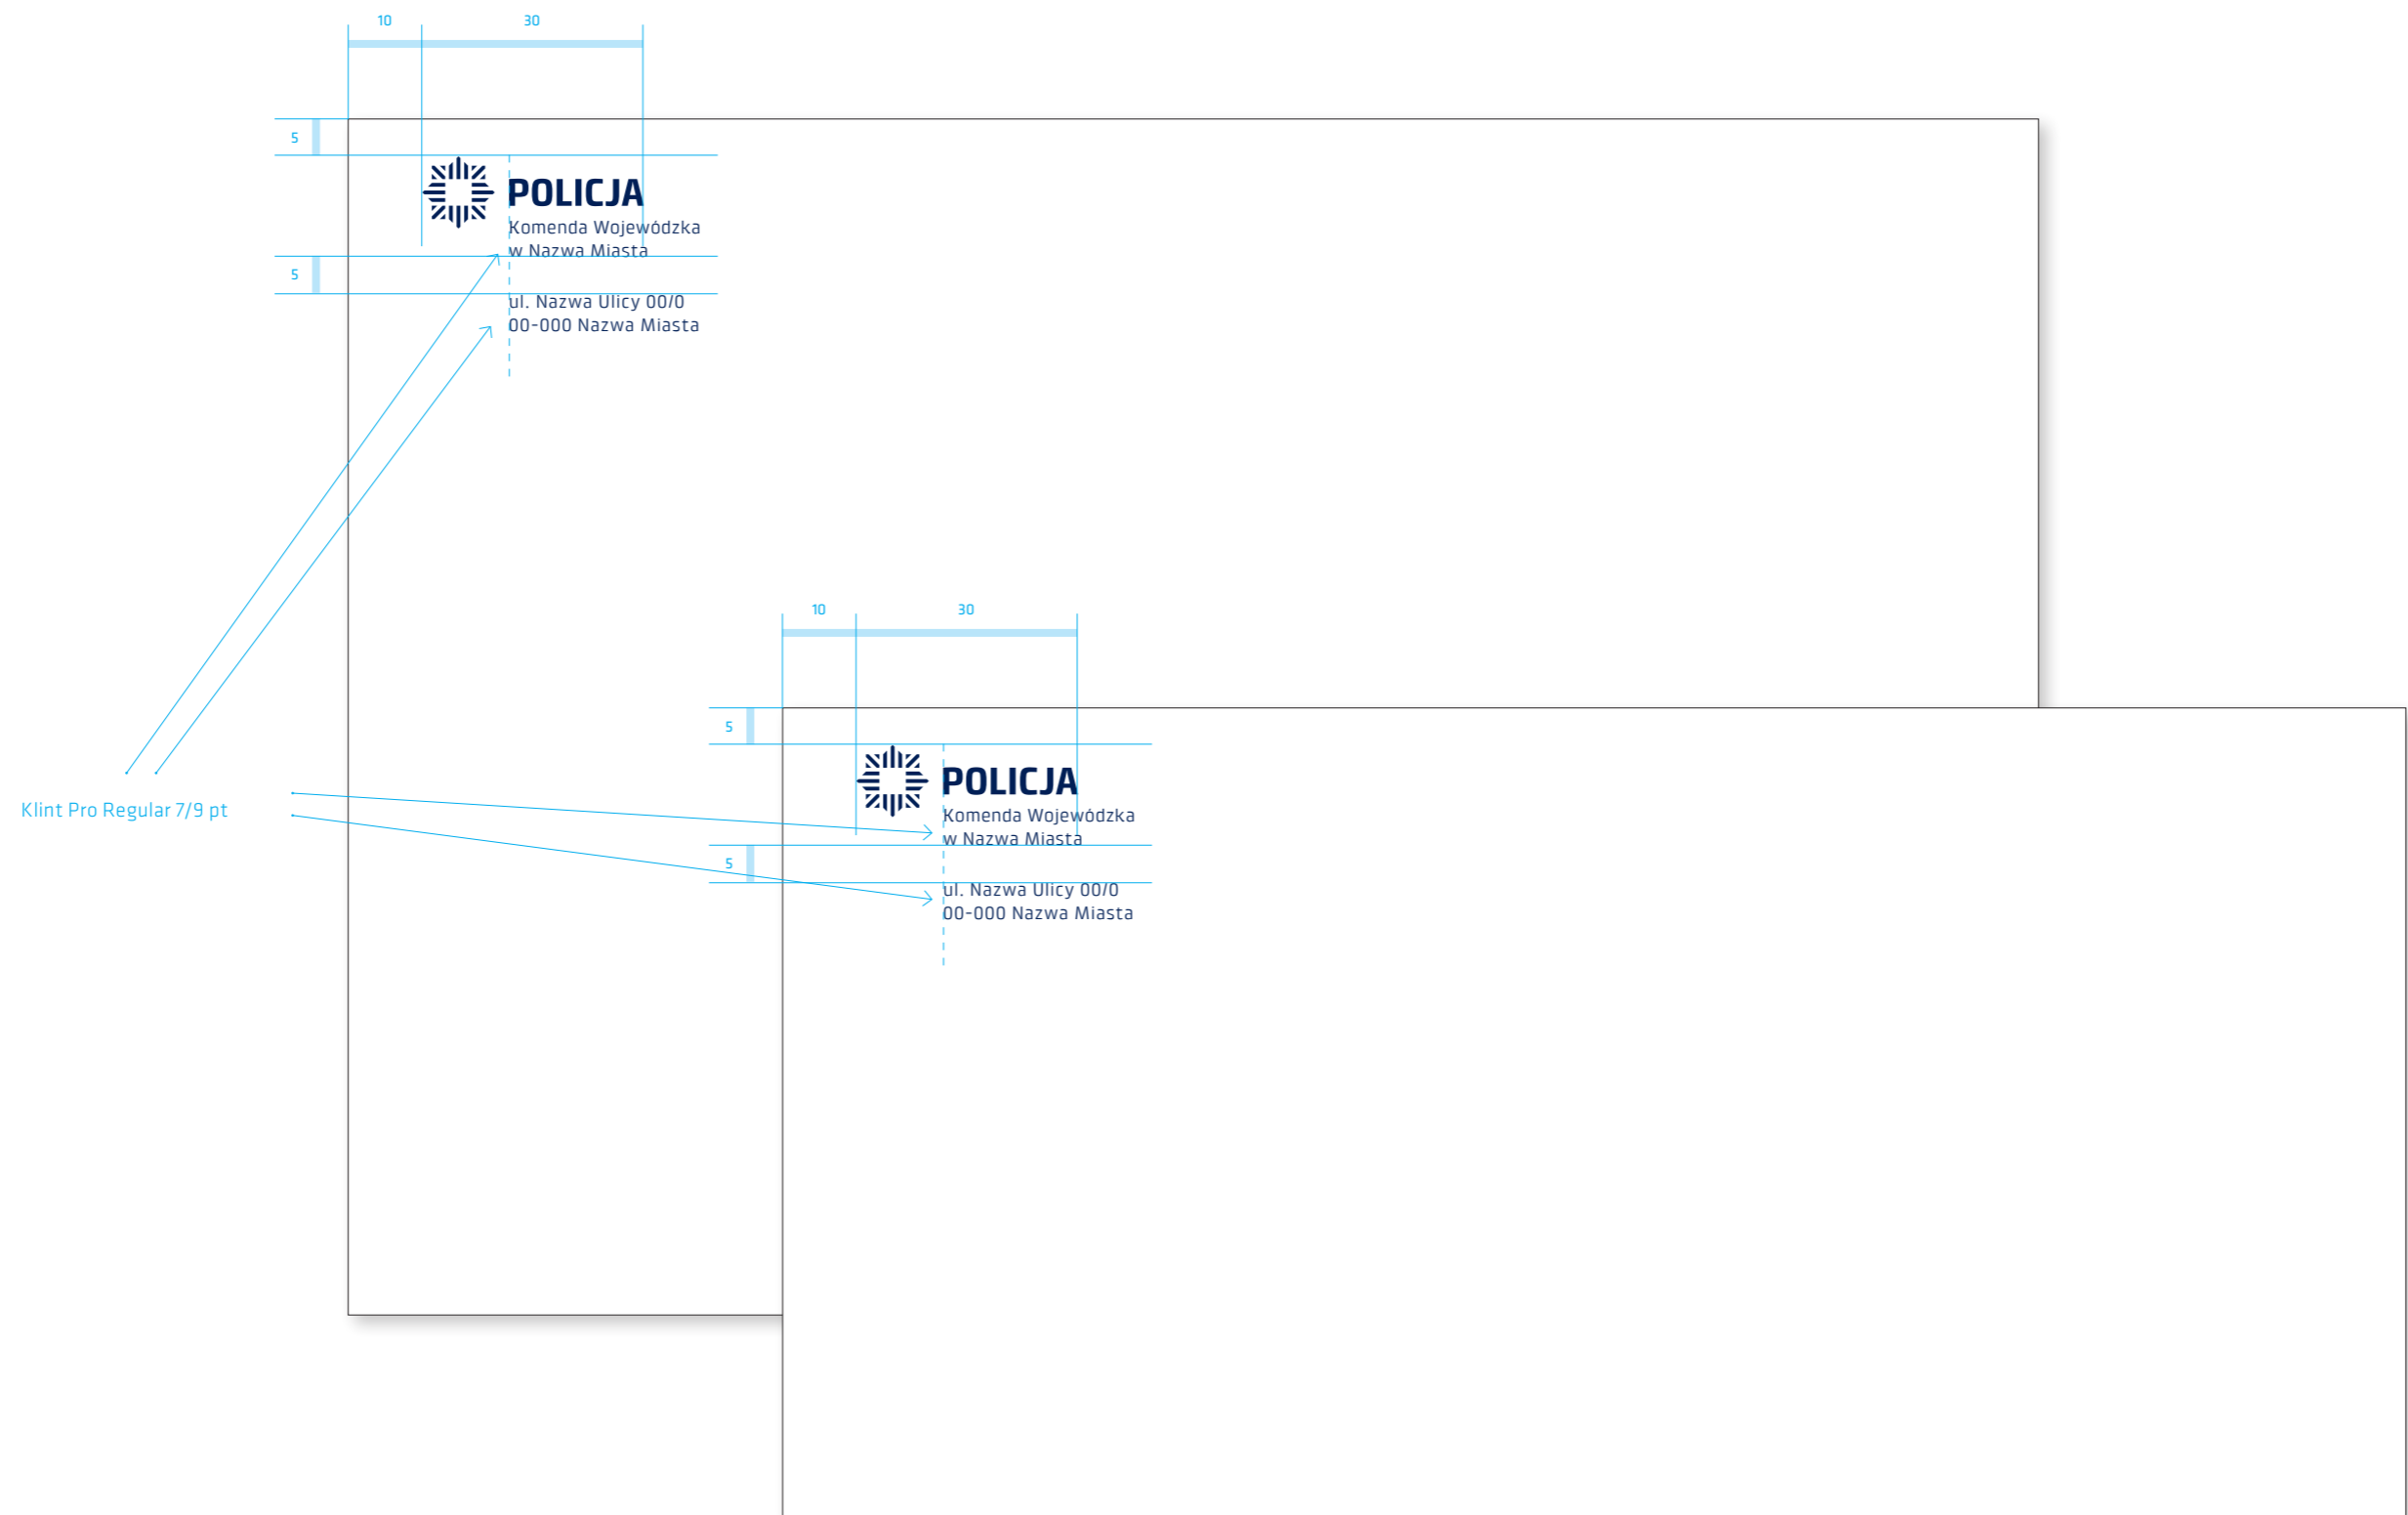 10
30
5
POLICJA
Komenda Wojewódzka
w Nazwa Miasta
5
ul. Nazwa Ulicy 00/0
00-000 Nazwa Miasta
10
30
5
POLICJA
Klint Pro Regular 7/9 pt
Komenda Wojewódzka
w Nazwa Miasta
5
ul. Nazwa Ulicy 00/0
00-000 Nazwa Miasta